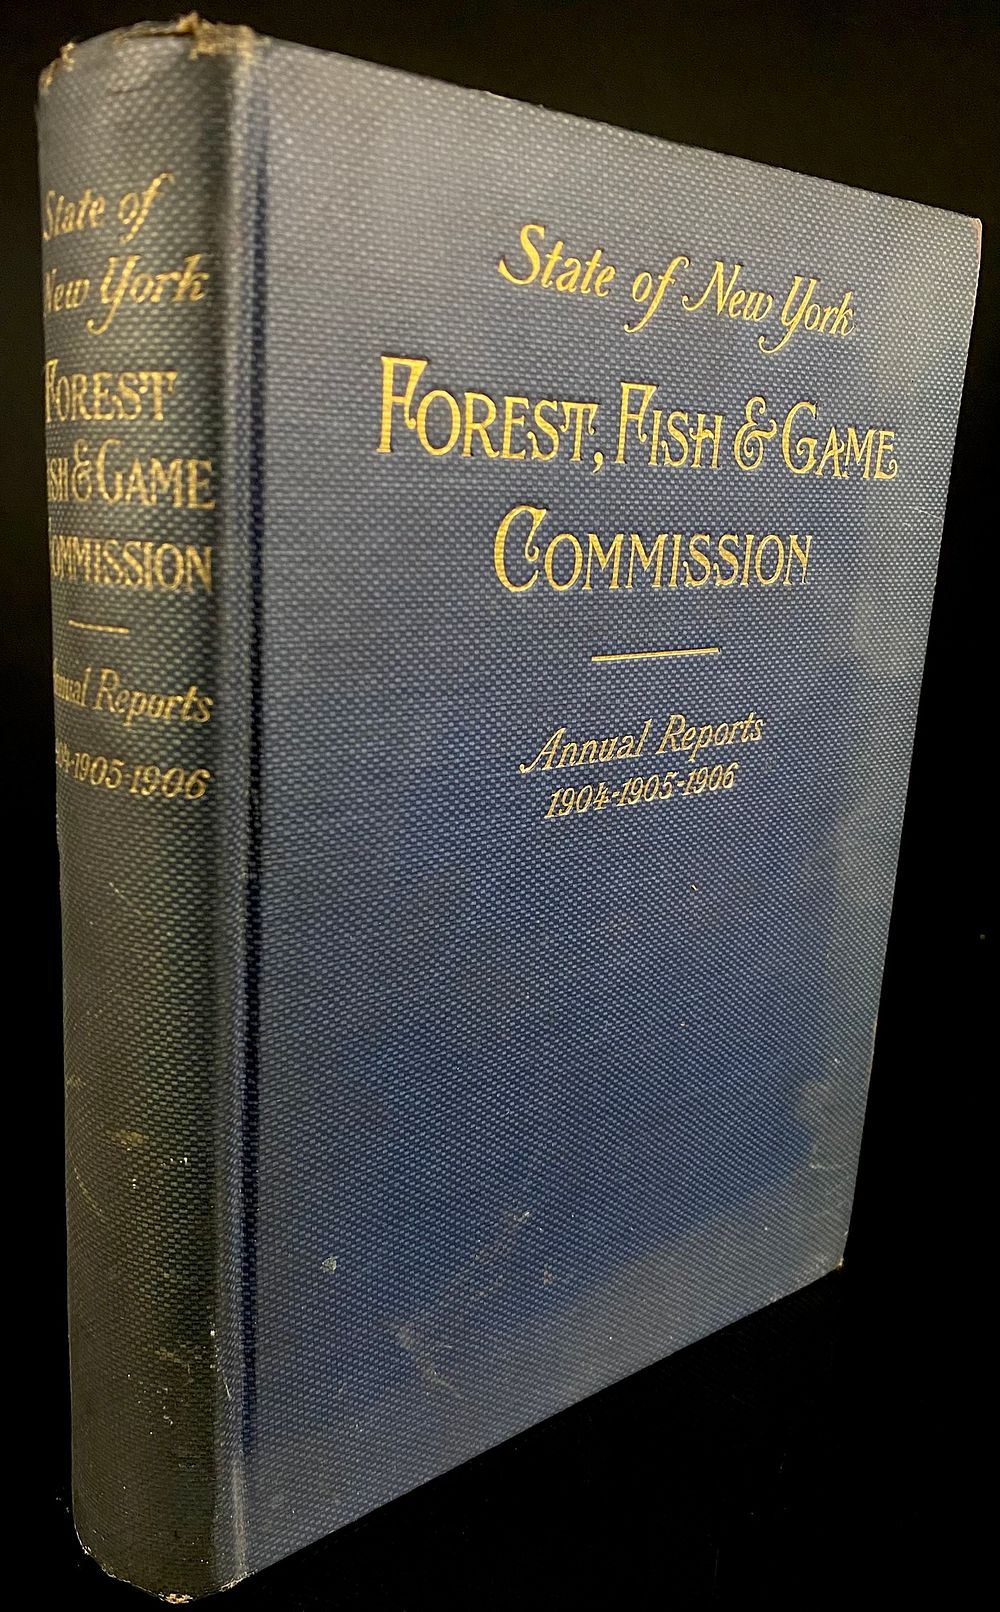 State of
New York
FOREST
FISH & GAME
COMMISSION
Annual Reports
1904-1905-1906
State of New York
FOREST, FISH & GAME
COMMISSION
Annual Reports
1904-1905-1906